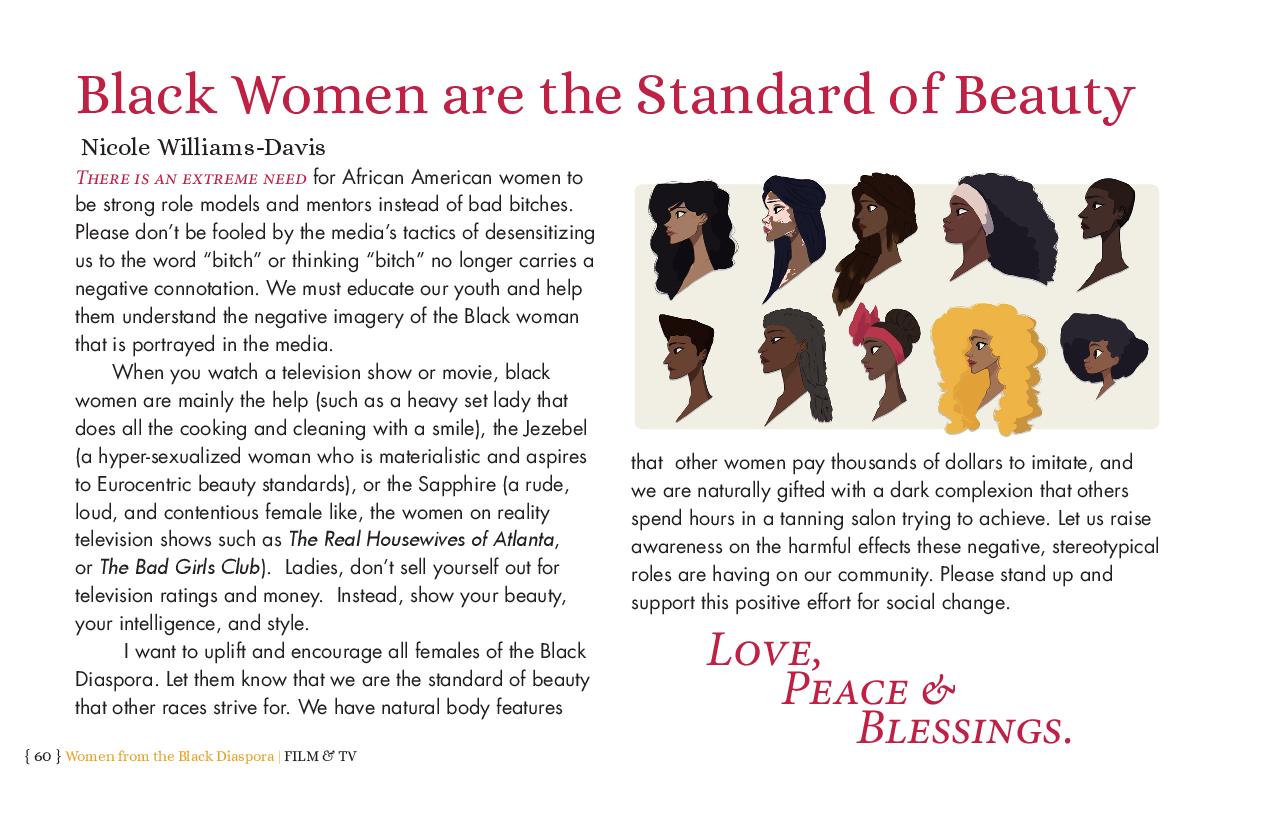 Black Women are the Standard of Beauty
Nicole Williams-Davis
There is an extreme need for African American women to
be strong role models and mentors instead of bad bitches.
Please don't be fooled by the media's tactics of desensitizing
us to the word “bitch” or thinking “bitch” no longer carries a
negative connotation. We must educate our youth and help
them understand the negative imagery of the Black woman
that is portrayed in the media.
When you watch a television show or movie, black
women are mainly the help (such as a heavy set lady that
does all the cooking and cleaning with a smile), the Jezebel
(a hyper-sexualized woman who is materialistic and aspires
to Eurocentric beauty standards), or the Sapphire (a rude,
loud, and contentious female like, the women on reality
television shows such as The Real Housewives of Atlanta,
or The Bad Girls Club).  Ladies, don't sell yourself out for
television ratings and money.  Instead, show your beauty,
your intelligence, and style.
I want to uplift and encourage all females of the Black
Diaspora. Let them know that we are the standard of beauty
that other races strive for. We have natural body features
that  other women pay thousands of dollars to imitate, and
we are naturally gifted with a dark complexion that others
spend hours in a tanning salon trying to achieve. Let us raise
awareness on the harmful effects these negative, stereotypical
roles are having on our community. Please stand up and
support this positive effort for social change.
Love,
Peace &
Blessings.
{ 60 } Women from the Black Diaspora | FILM & TV